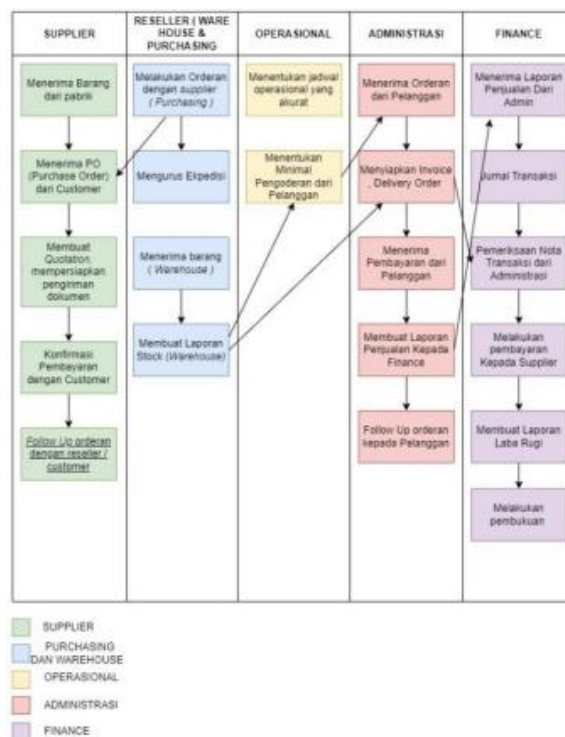 SUPPLIER
RESELLER ( WARE
HOUSE &
PURCHASING)
OPERASIONAL
ADMINISTRASI
FINANCE
Menerima Barang
dari pabrik
Menerima PO
(Purchase Order)
dari Customer
Membuat
Quotation,
mempersiapkan
pengiriman
dokumen
Konfirmasi
Pembayaran
dengan Customer
Follow Up orderan
dengan reseller /
customer
Melakukan Orderan
dengan supplier
( Purchasing )
Mengurus Ekpedisi
Menerima barang
( Warehouse )
Membuat Laporan
Stock (Warehouse)
Menentukan jadwal
operasional yang
akurat
Menentukan
Minimal
Pengoderan dari
Pelanggan
Menerima Orderan
dari Pelanggan
Menyiapkan Invoice
, Delivery Order
Menerima
Pembayaran dari
Pelanggan
Membuat Laporan
Penjualan Kepada
Finance
Follow Up orderan
kepada Pelanggan
Menerima Laporan
Penjualan Dari
Admin
Jurnal Transaksi
Pemeriksaan Nota
Transaksi dari
Administrasi
Melakukan
pembayaran
Kepada Supplier
Membuat Laporan
Laba Rugi
Melakukan
pembukuan
SUPPLIER
PURCHASING
DAN WAREHOUSE
OPERASIONAL
ADMINISTRASI
FINANCE